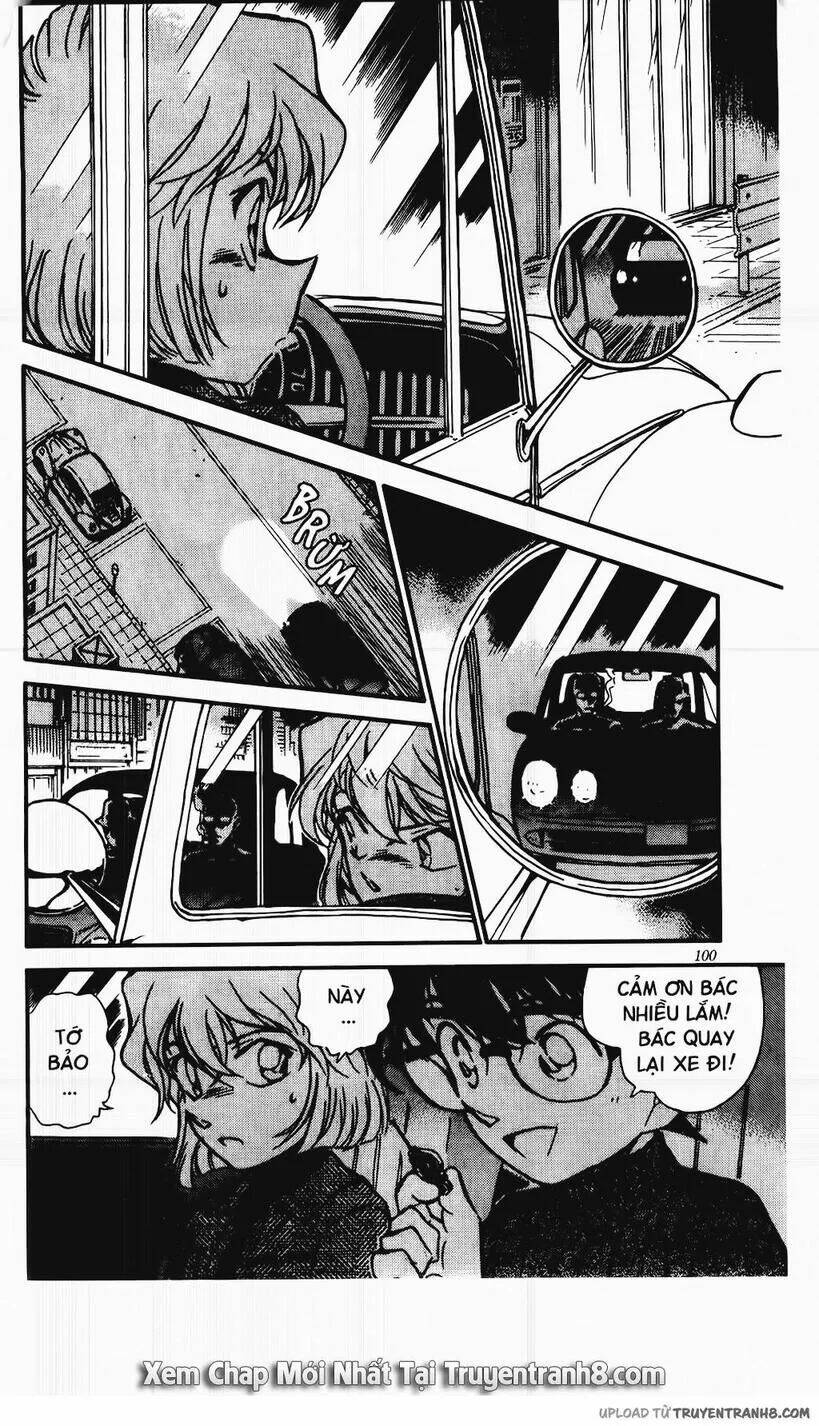 70
BRỪM
100
CẢM ƠN BÁC
NHIỀU LẮM!
BÁC QUAY
LẠI XE ĐI!
NÀY
...
TỚ
BẢO
...
Xem Chap Mới Nhất Tại Truyentranh8.com
UPLOAD TỪ TRUYENTRANH8.COM